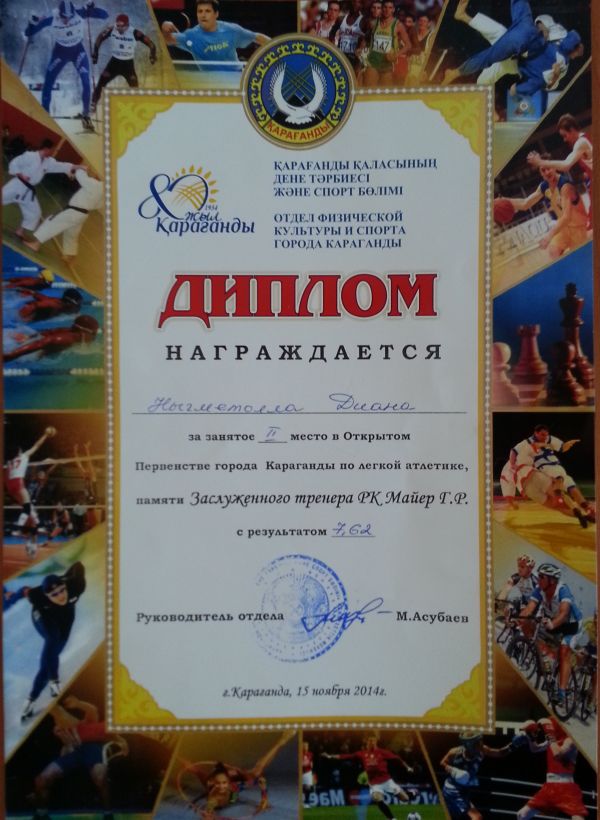 ҚАРАҒАНДЫ
ҚАРАҒАНДЫ ҚАЛАСЫНЫҢ
ДЕНЕ ТӘРБИЕСІ
ЖӘНЕ СПОРТ БӨЛІМІ
80 1934
жыл
Қарағанды
ОТДЕЛ ФИЗИЧЕСКОЙ
КУЛЬТУРЫ И СПОРТА
ГОРОДА КАРАГАНДЫ
ДИПЛОМ
НАГРАЖДАЕТСЯ
Нығметолла Диана
за занятое II место в Открытом
Первенстве города Караганды по легкой атлетике,
памяти Заслуженного тренера РК Майер Г.Р.
с результатом 7,62
Руководитель отдела М.Асубаев
г.Караганда, 15 ноября 2014г.